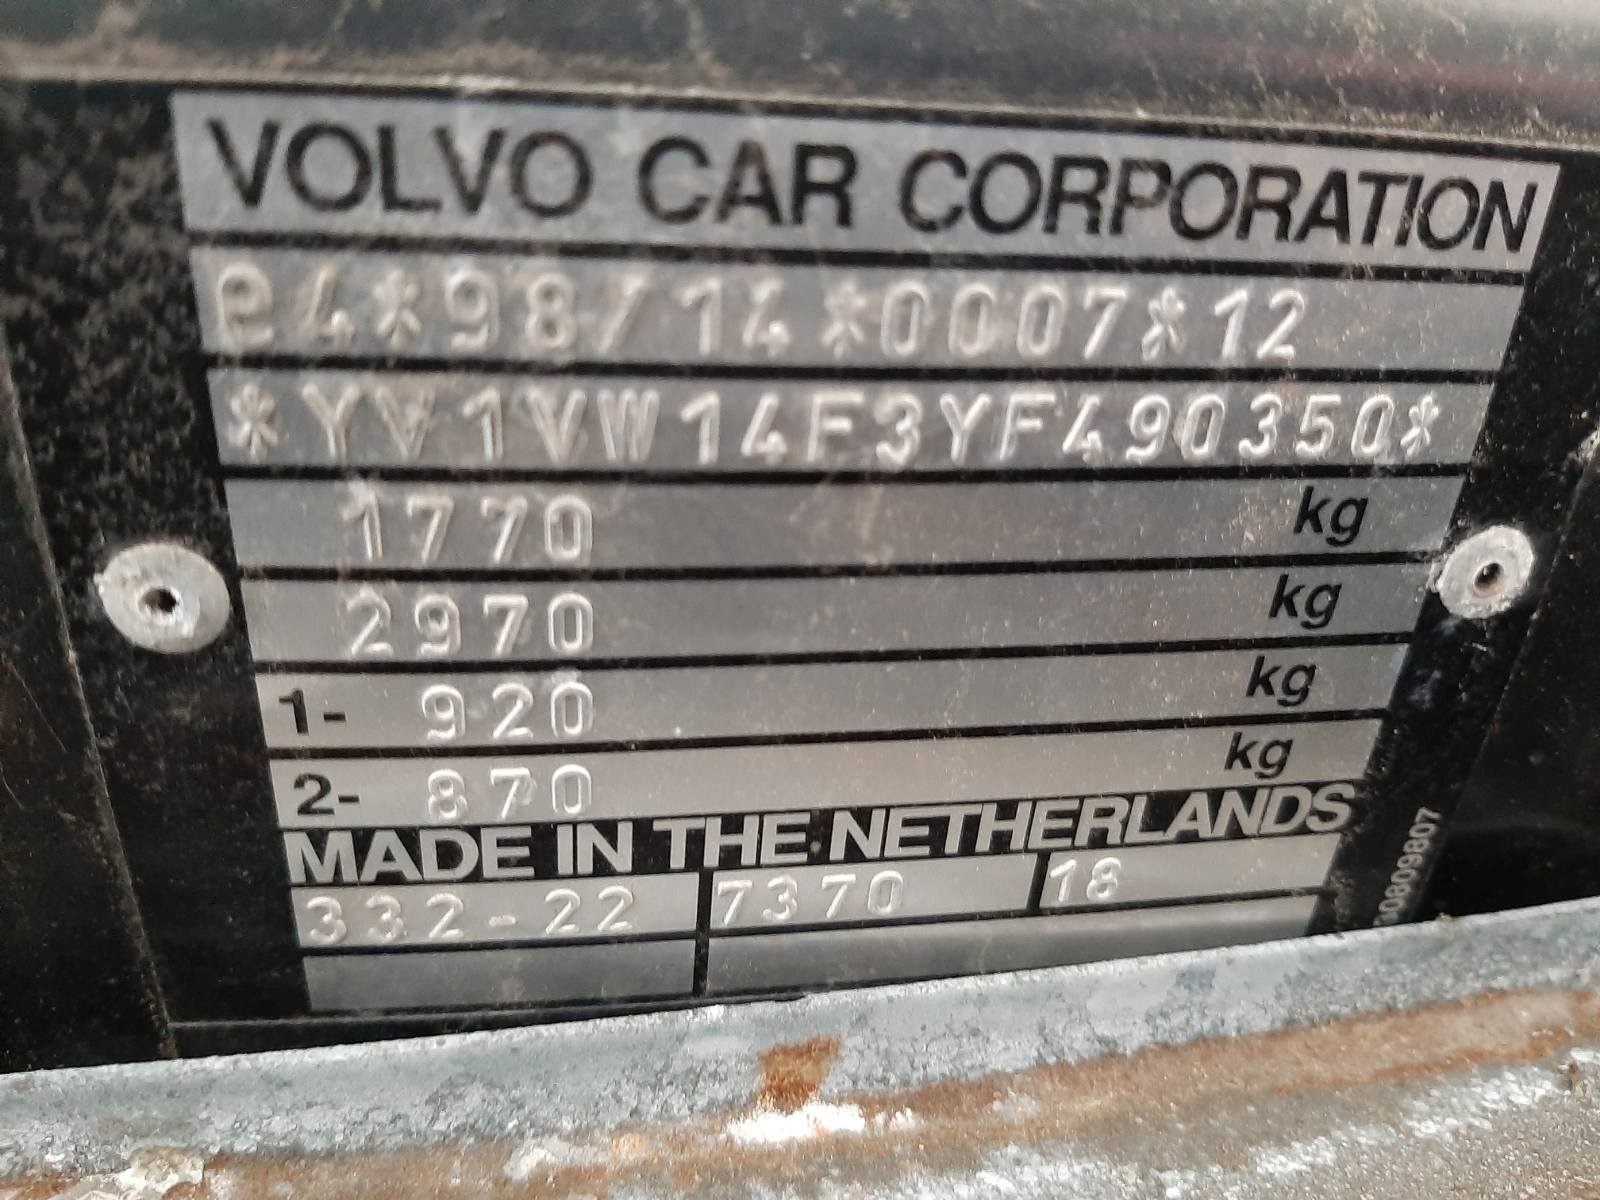 VOLVO CAR CORPORATION
e4*98/14*0007*12
*YV1VW14F3YF490350*
1770 kg
2970 kg
1- 920 kg
2- 870 kg
MADE IN THE NETHERLANDS
332-22 7370 18